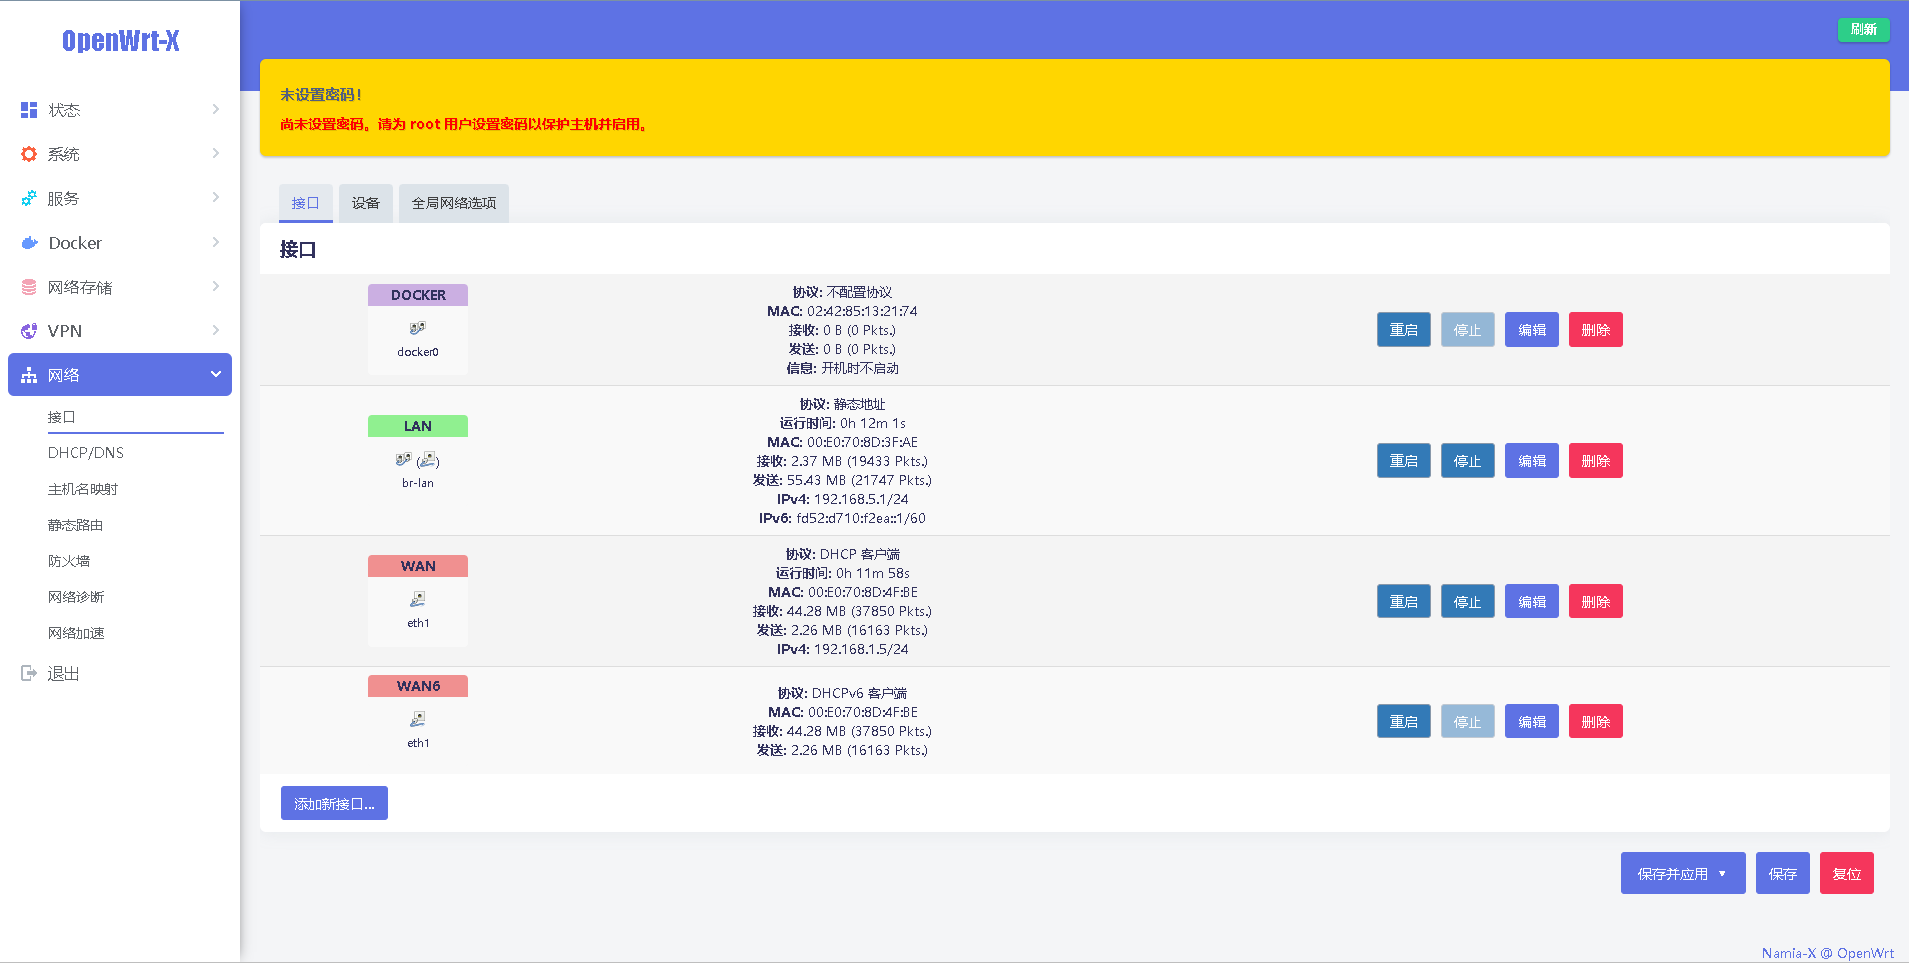 OpenWrt-X
状态
系统
服务
Docker
网络存储
VPN
网络
接口
DHCP/DNS
主机名映射
静态路由
防火墙
网络诊断
网络加速
退出
刷新
未设置密码!
尚未设置密码。请为 root 用户设置密码以保护主机并启用。
接口 设备 全局网络选项
接口
DOCKER
docker0
协议: 不配置协议
MAC: 02:42:85:13:21:74
接收: 0 B (0 Pkts.)
发送: 0 B (0 Pkts.)
信息: 开机时不启动
重启 停止 编辑 删除
LAN
( )
br-lan
协议: 静态地址
运行时间: 0h 12m 1s
MAC: 00:E0:70:8D:3F:AE
接收: 2.37 MB (19433 Pkts.)
发送: 55.43 MB (21747 Pkts.)
IPv4: 192.168.5.1/24
IPv6: fd52:d710:f2ea::1/60
重启 停止 编辑 删除
WAN
eth1
协议: DHCP 客户端
运行时间: 0h 11m 58s
MAC: 00:E0:70:8D:4F:BE
接收: 44.28 MB (37850 Pkts.)
发送: 2.26 MB (16163 Pkts.)
IPv4: 192.168.1.5/24
重启 停止 编辑 删除
WAN6
eth1
协议: DHCPv6 客户端
MAC: 00:E0:70:8D:4F:BE
接收: 44.28 MB (37850 Pkts.)
发送: 2.26 MB (16163 Pkts.)
重启 停止 编辑 删除
添加新接口...
保存并应用 ▼ 保存 复位
Namia-X @ OpenWrt